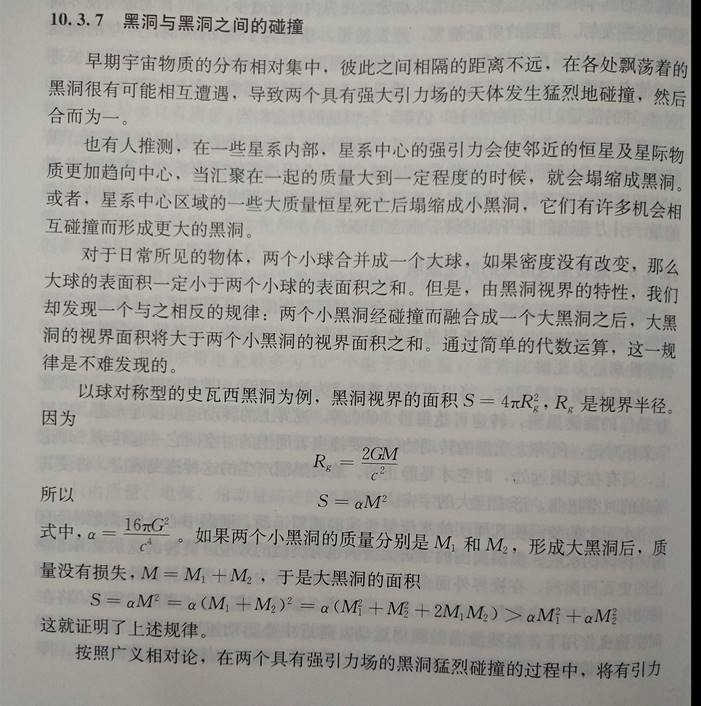 10.3.7 黑洞与黑洞之间的碰撞
早期宇宙物质的分布相对集中，彼此之间相隔的距离不远，在各处飘荡着的
黑洞很有可能相互遭遇，导致两个具有强大引力场的天体发生猛烈地碰撞，然后
合而为一。
也有人推测，在一些星系内部，星系中心的强引力会使邻近的恒星及星际物
质更加趋向中心，当汇聚在一起的质量大到一定程度的时候，就会塌缩成黑洞。
或者，星系中心区域的一些大质量恒星死亡后塌缩成小黑洞，它们有许多机会相
互碰撞而形成更大的黑洞。
对于日常所见的物体，两个小球合并成一个大球，如果密度没有改变，那么
大球的表面积一定小于两个小球的表面积之和。但是，由黑洞视界的特性，我们
却发现一个与之相反的规律：两个小黑洞经碰撞而融合成一个大黑洞之后，大黑
洞的视界面积将大于两个小黑洞的视界面积之和。通过简单的代数运算，这一规
律是不难发现的。
以球对称型的史瓦西黑洞为例，黑洞视界的面积 S = 4πR_g^2，R_g 是视界半径。
因为
R_g = 2GM/c^2
所以
S = αM^2
式中，α = 16πG^2/c^4。如果两个小黑洞的质量分别是 M_1 和 M_2，形成大黑洞后，质
量没有损失，M = M_1 + M_2，于是大黑洞的面积
S = αM^2 = α(M_1 + M_2)^2 = α(M_1^2 + M_2^2 + 2M_1M_2) > αM_1^2 + αM_2^2
这就证明了上述规律。
按照广义相对论，在两个具有强引力场的黑洞猛烈碰撞的过程中，将有引力